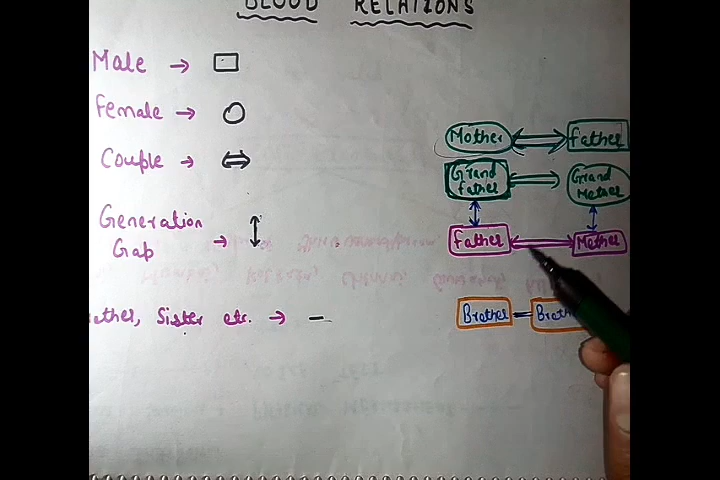 BLOOD RELATIONS
Male →
Female →
Couple →
Generation
Gap →
Sister etc. →
Mother Father
Grand
Father
Grand
Mother
Father Mother
Brother